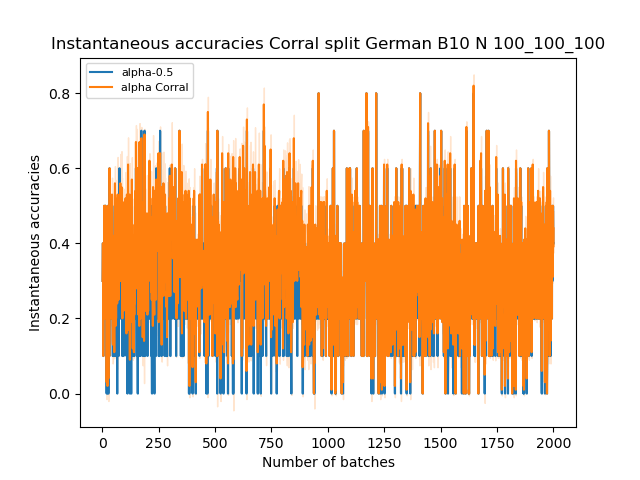 Instantaneous accuracies Corral split German B10 N 100_100_100
alpha-0.5
alpha Corral
Instantaneous accuracies
0.8
0.6
0.4
0.2
0.0
0 250 500 750 1000 1250 1500 1750 2000
Number of batches